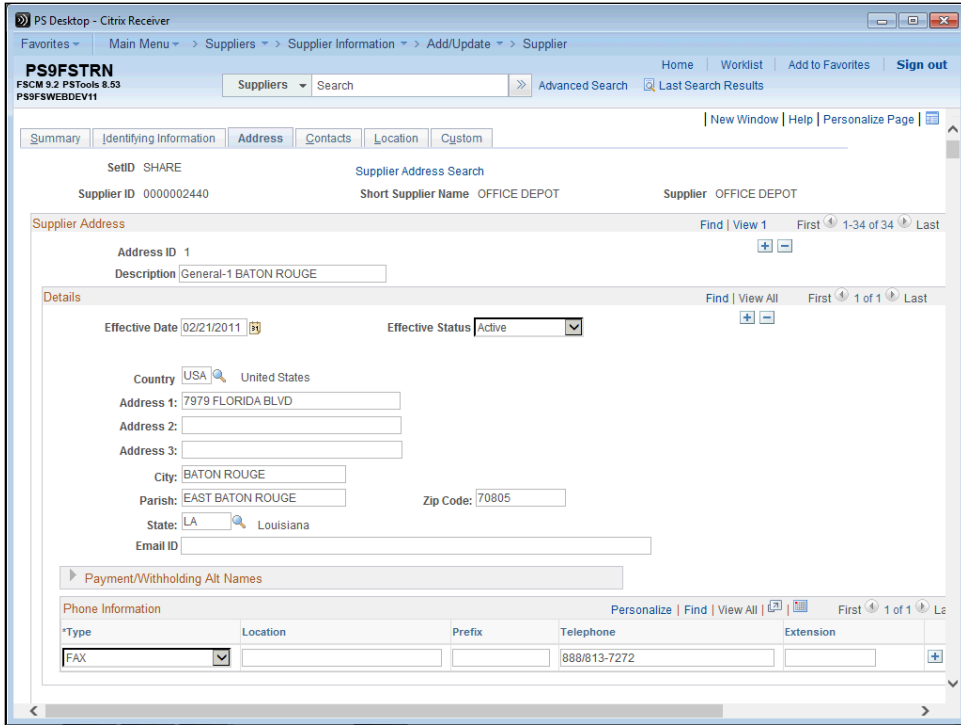 PS Desktop - Citrix Receiver
Favorites Main Menu > Suppliers > Supplier Information > Add/Update > Supplier
PS9FSTRN
FSCM 9.2 PSTools 8.53
PS9FSWEBDEV11
Home | Worklist | Add to Favorites | Sign out
Suppliers Search » Advanced Search Last Search Results
New Window | Help | Personalize Page |
Summary Identifying Information Address Contacts Location Custom
SetID SHARE Supplier Address Search
Supplier ID 0000002440 Short Supplier Name OFFICE DEPOT Supplier OFFICE DEPOT
Supplier Address Find | View 1 First 1-34 of 34 Last
Address ID 1
Description General-1 BATON ROUGE
Details Find | View All First 1 of 1 Last
Effective Date 02/21/2011 Effective Status Active
Country USA United States
Address 1: 7979 FLORIDA BLVD
Address 2:
Address 3:
City: BATON ROUGE
Parish: EAST BATON ROUGE Zip Code: 70805
State: LA Louisiana
Email ID
Payment/Withholding Alt Names
Phone Information Personalize | Find | View All | | First 1 of 1 La
*Type Location Prefix Telephone Extension
FAX 888/813-7272